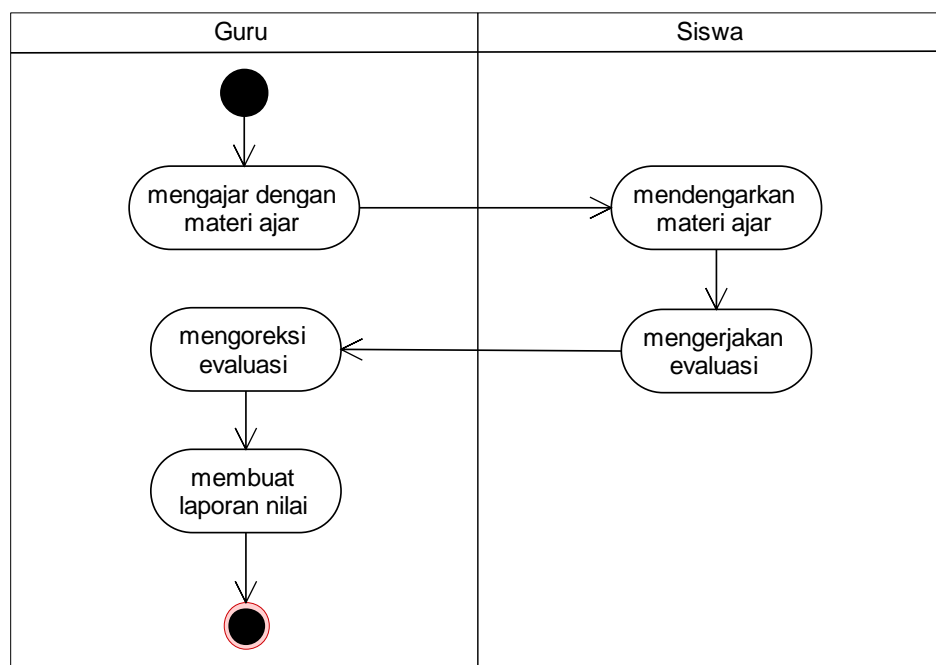 Guru
Siswa
mengajar dengan
materi ajar
mendengarkan
materi ajar
mengoreksi
evaluasi
mengerjakan
evaluasi
membuat
laporan nilai